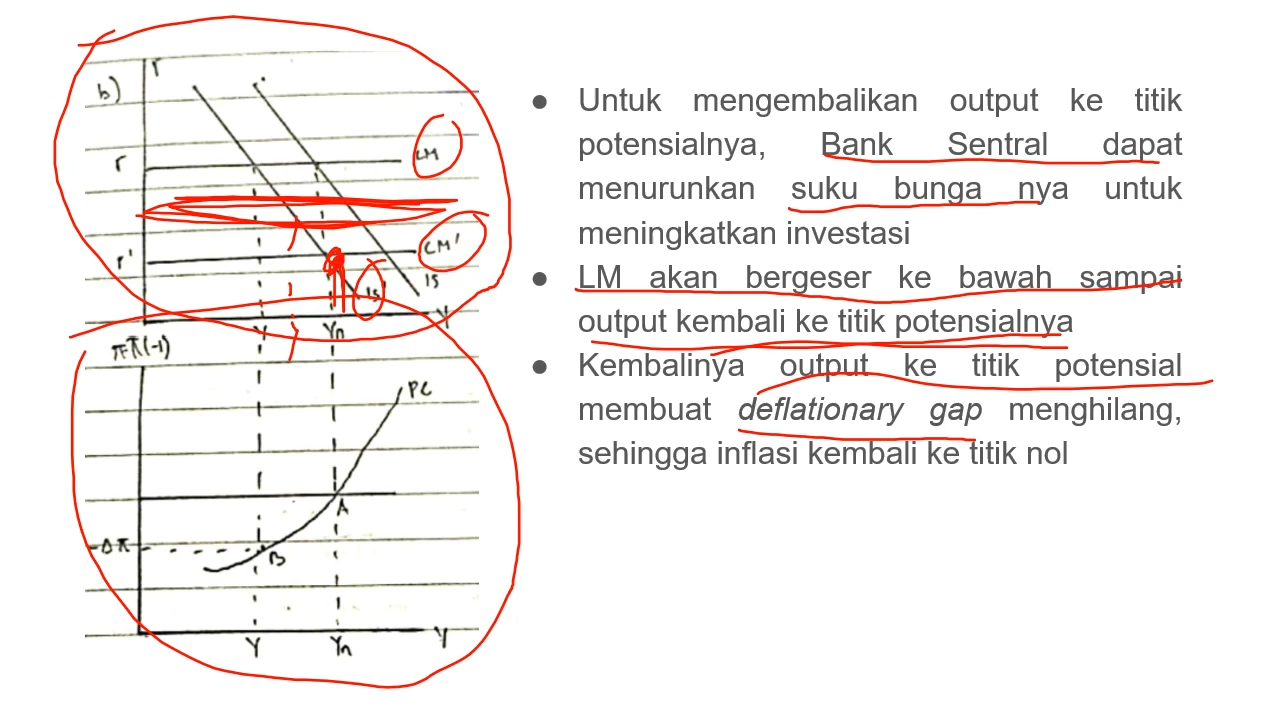 b)
r
r
LM
r'
LM'
IS'
IS
Y
Yn
Y
π-π(-1)
PC
A
-Δπ
B
Y
Yn
Y
● Untuk mengembalikan output ke titik
potensialnya, Bank Sentral dapat
menurunkan suku bunga nya untuk
meningkatkan investasi
● LM akan bergeser ke bawah sampai
output kembali ke titik potensialnya
● Kembalinya output ke titik potensial
membuat deflationary gap menghilang,
sehingga inflasi kembali ke titik nol